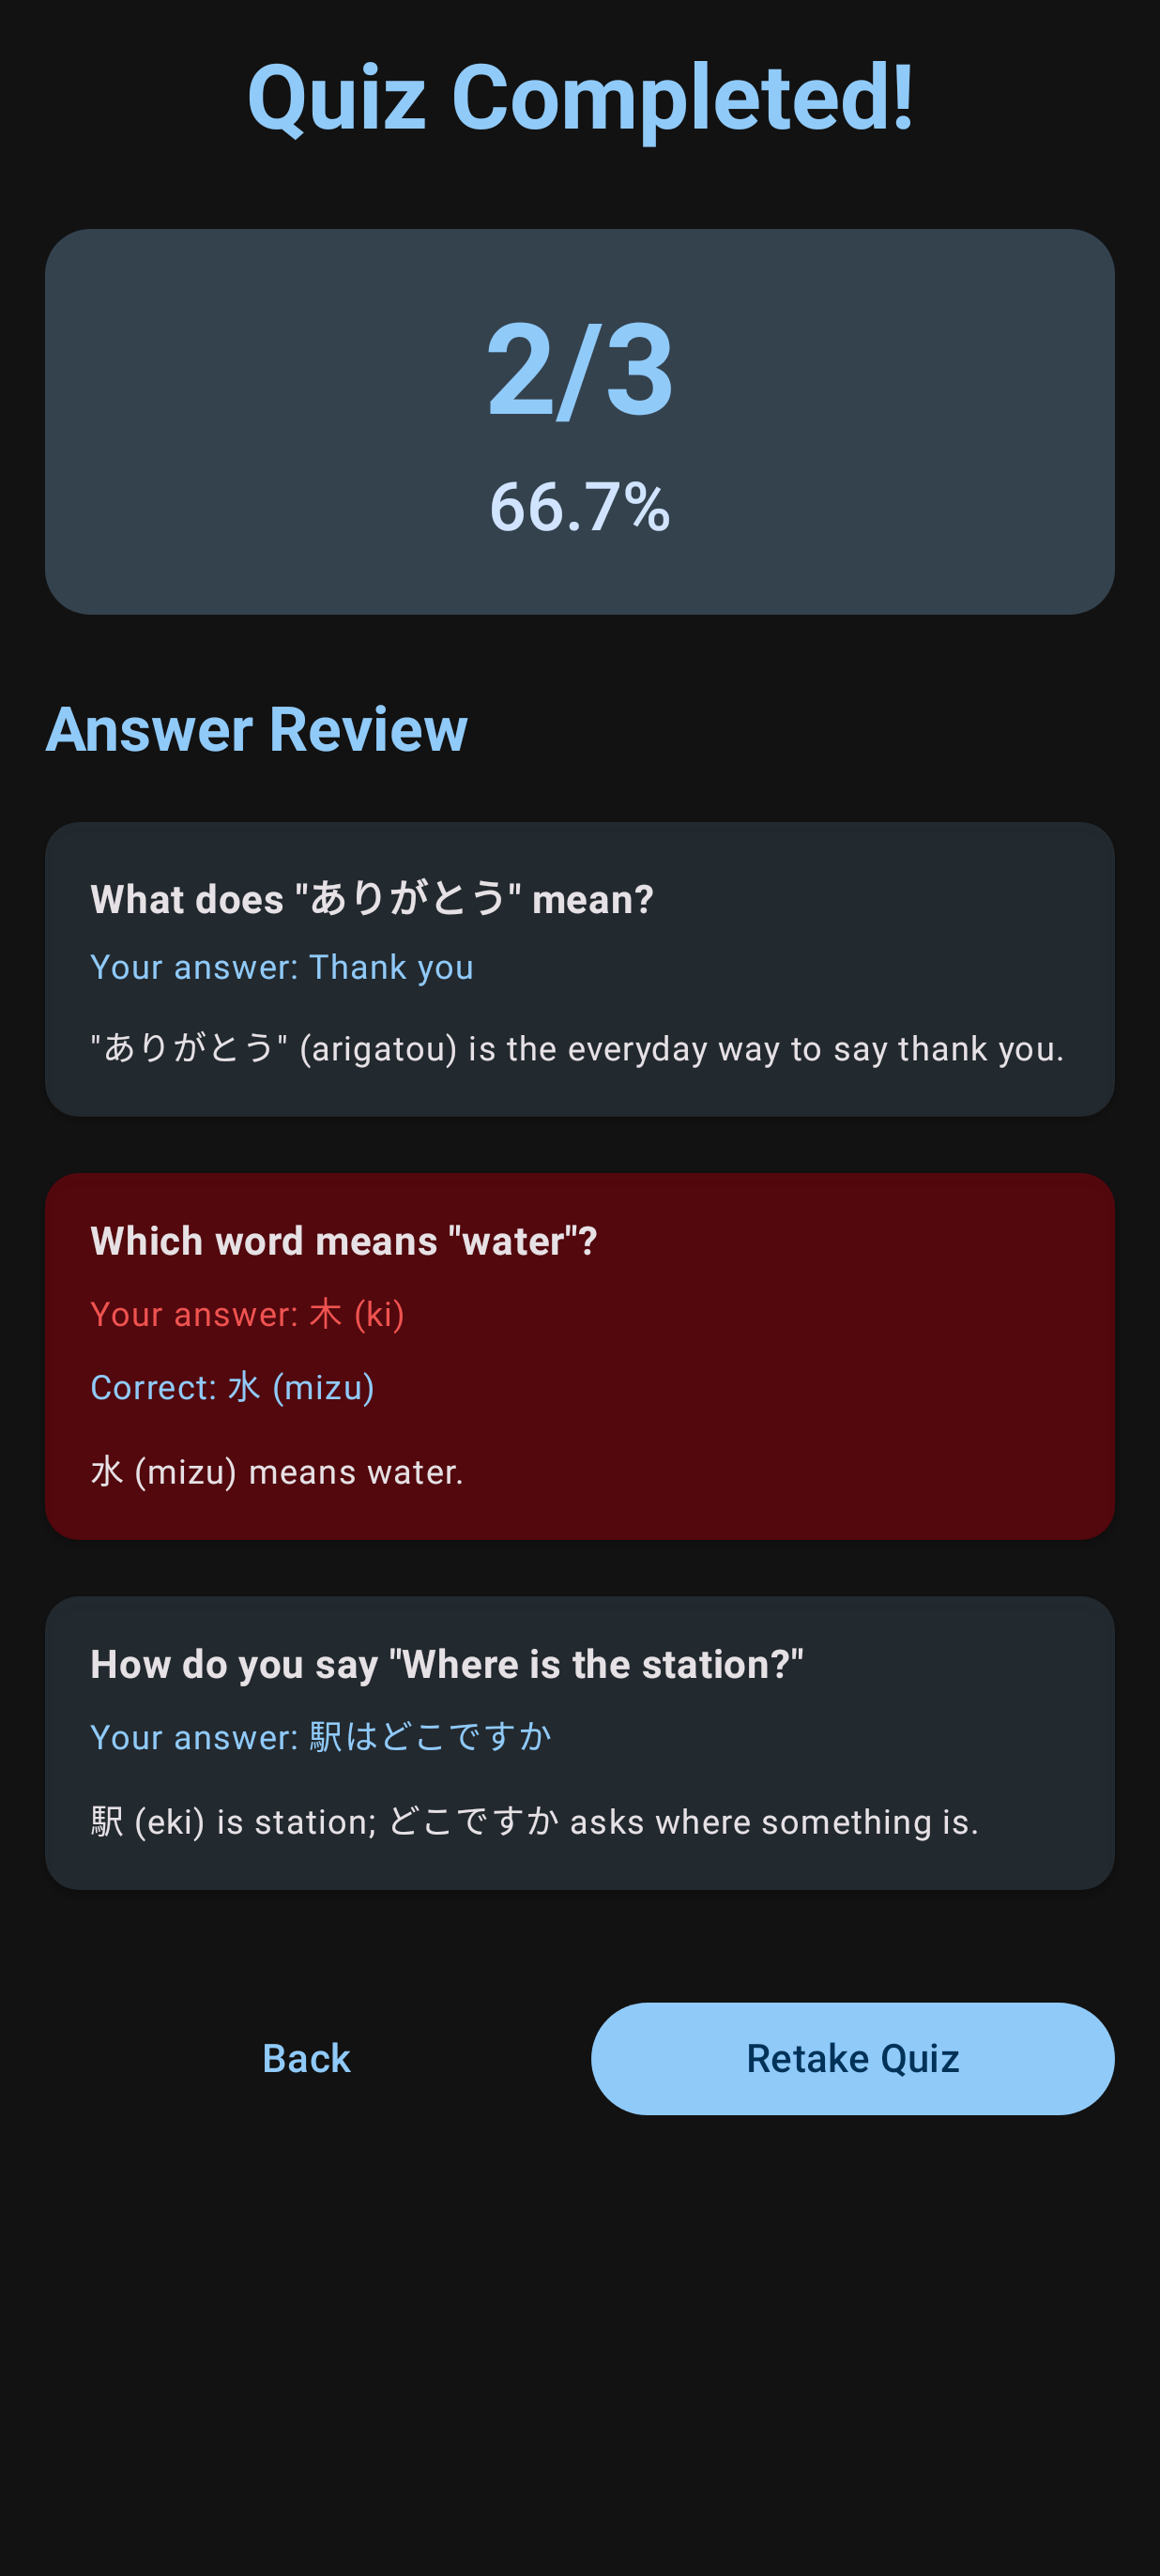 Quiz Completed!
2/3
66.7%
Answer Review
What does "ありがとう" mean?
Your answer: Thank you
"ありがとう" (arigatou) is the everyday way to say thank you.
Which word means "water"?
Your answer: 木 (ki)
Correct: 水 (mizu)
水 (mizu) means water.
How do you say "Where is the station?"
Your answer: 駅はどこですか
駅 (eki) is station; どこですか asks where something is.
Back
Retake Quiz